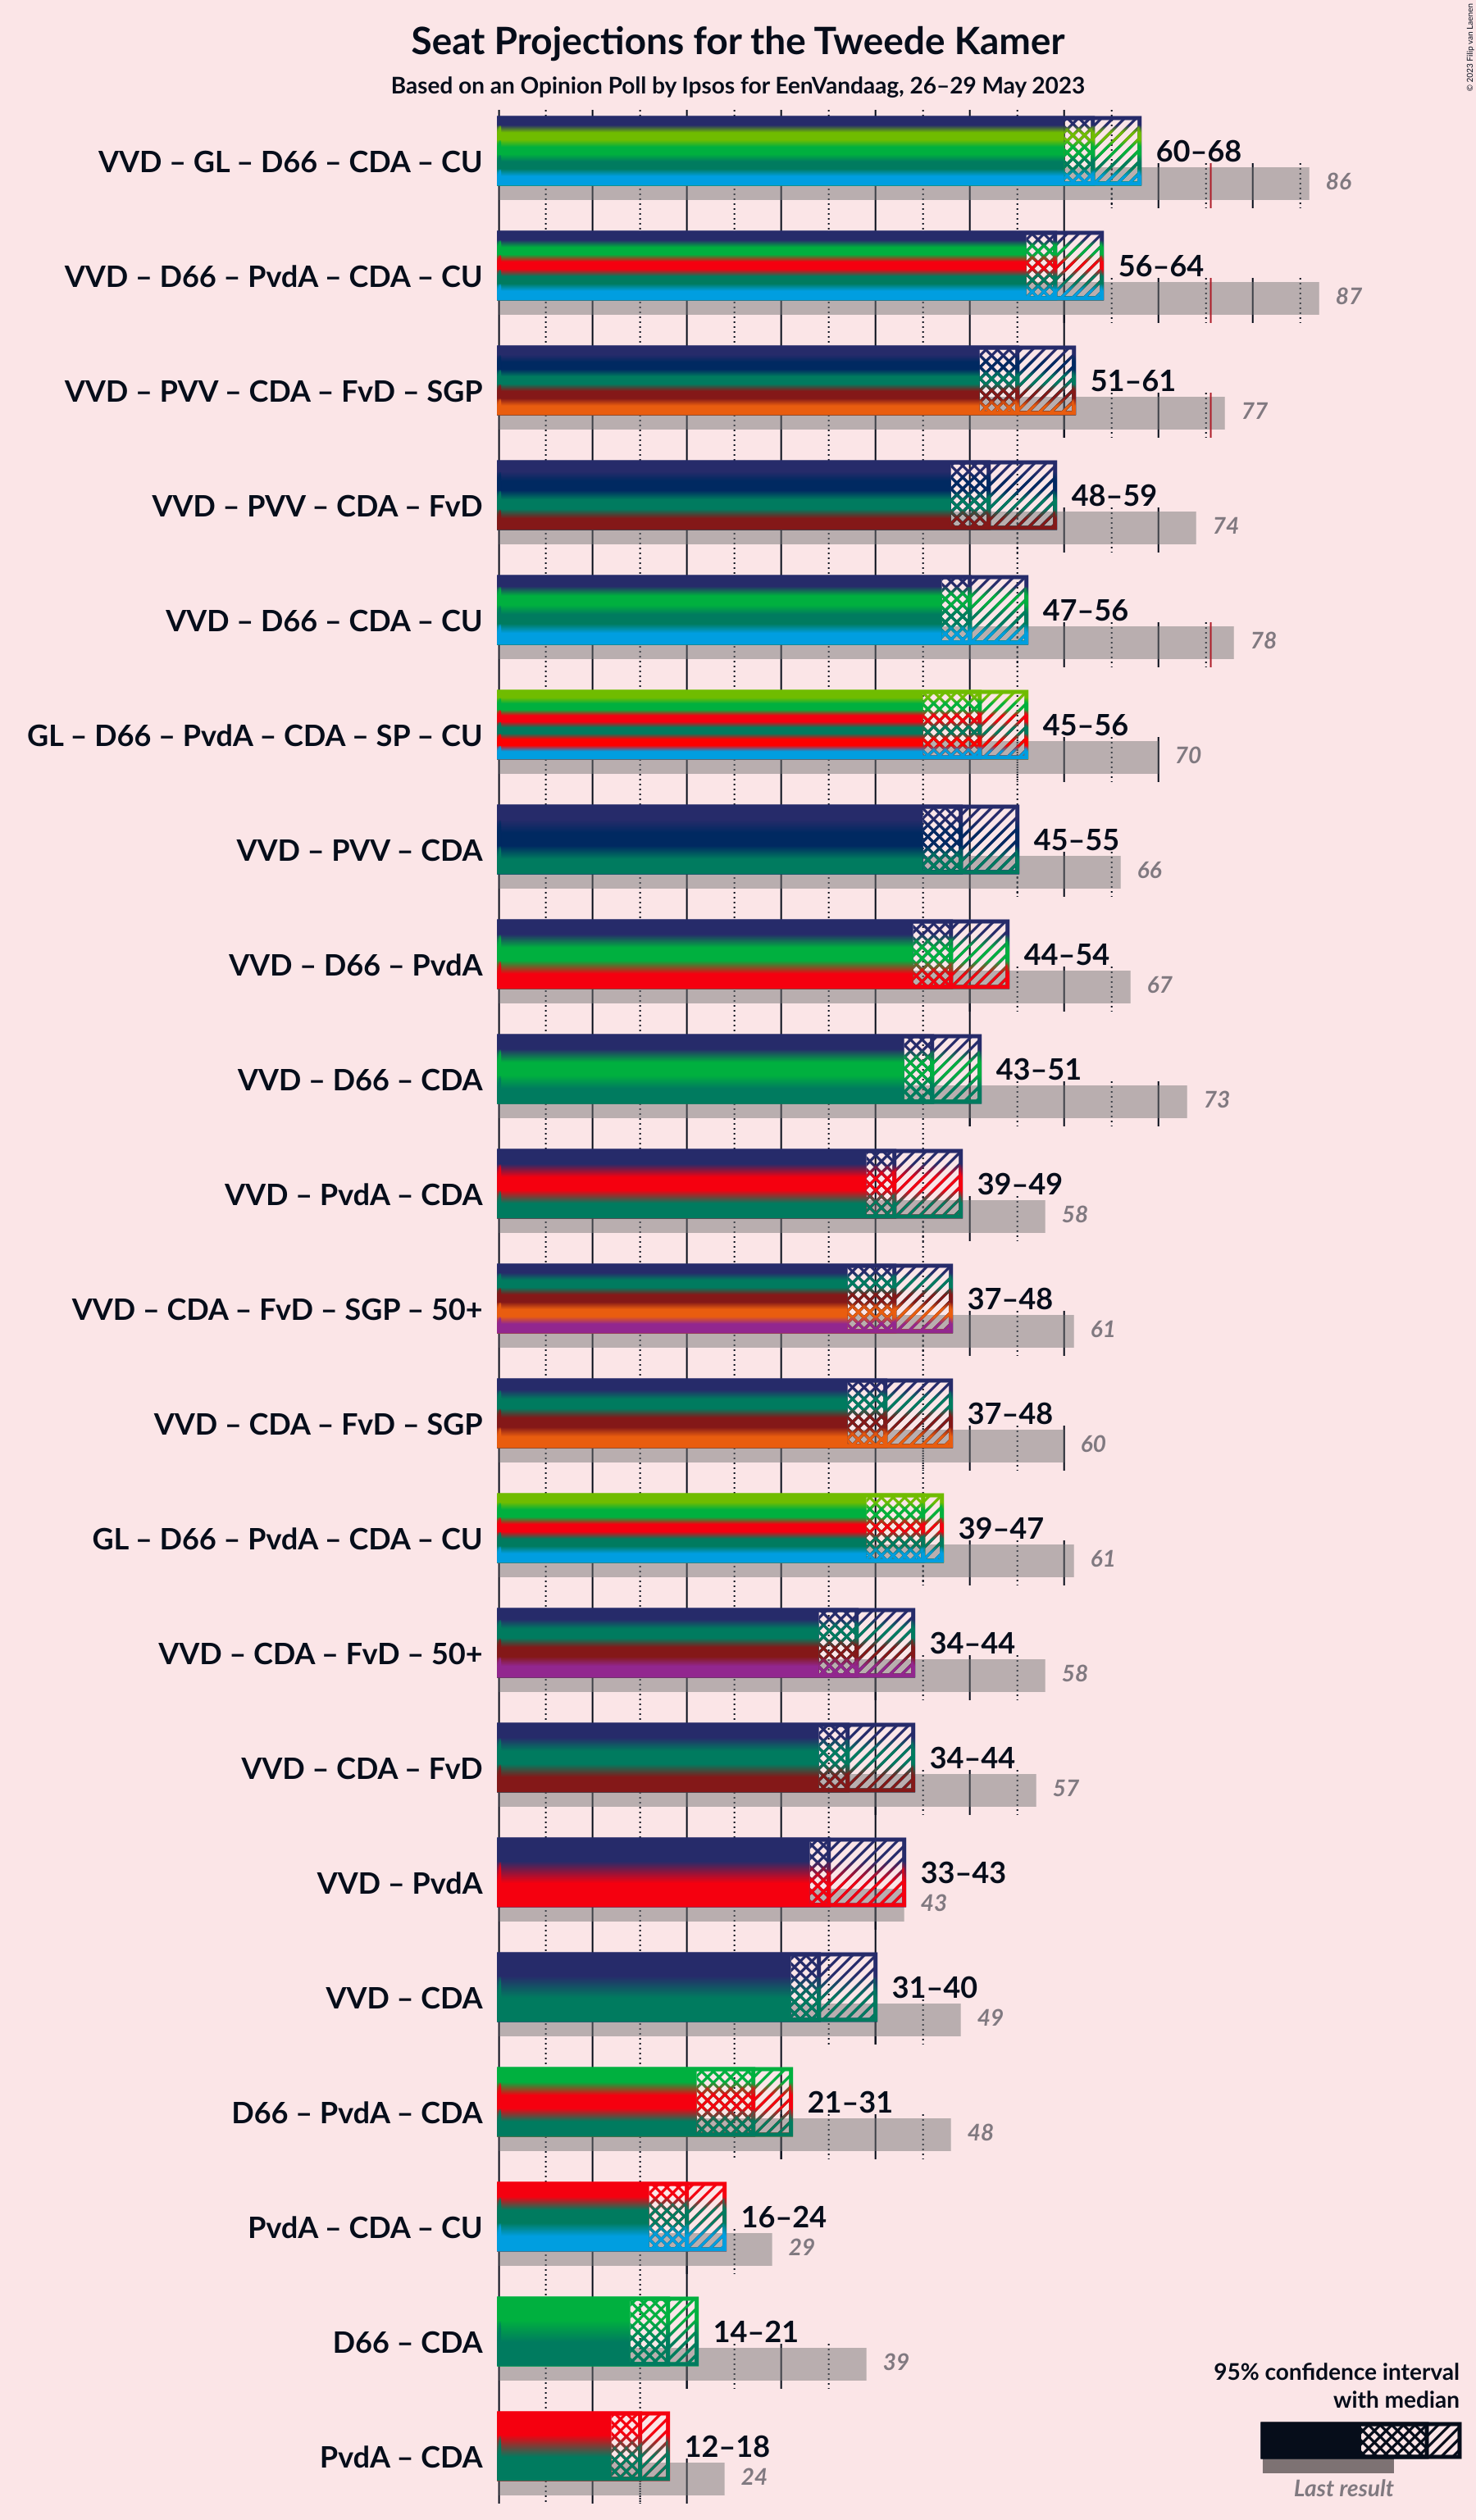 © 2023 Filip van Laenen
Seat Projections for the Tweede Kamer
Based on an Opinion Poll by Ipsos for EenVandaag, 26–29 May 2023
VVD – GL – D66 – CDA – CU
60–68
86
VVD – D66 – PvdA – CDA – CU
56–64
87
VVD – PVV – CDA – FvD – SGP
51–61
77
VVD – PVV – CDA – FvD
48–59
74
VVD – D66 – CDA – CU
47–56
78
GL – D66 – PvdA – CDA – SP – CU
45–56
70
VVD – PVV – CDA
45–55
66
VVD – D66 – PvdA
44–54
67
VVD – D66 – CDA
43–51
73
VVD – PvdA – CDA
39–49
58
VVD – CDA – FvD – SGP – 50+
37–48
61
VVD – CDA – FvD – SGP
37–48
60
GL – D66 – PvdA – CDA – CU
39–47
61
VVD – CDA – FvD – 50+
34–44
58
VVD – CDA – FvD
34–44
57
VVD – PvdA
33–43
43
VVD – CDA
31–40
49
D66 – PvdA – CDA
21–31
48
PvdA – CDA – CU
16–24
29
D66 – CDA
14–21
39
PvdA – CDA
12–18
24
95% confidence interval
with median
Last result